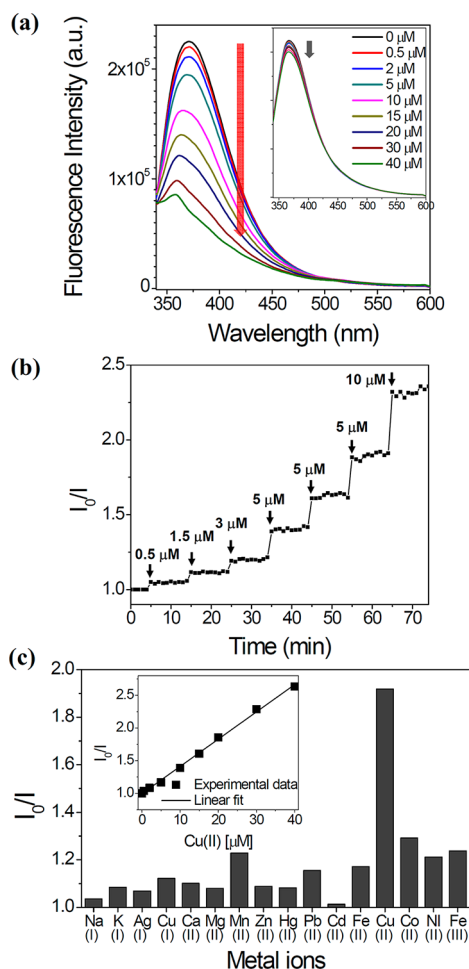 (a)
Fluorescence Intensity (a.u.)
2x10⁵
1x10⁵
0
350 400 450 500 550 600
Wavelength (nm)
0 μM
0.5 μM
2 μM
5 μM
10 μM
15 μM
20 μM
30 μM
40 μM
350 400 450 500 550 600
(b)
I₀/I
2.5
2.0
1.5
1.0
0.5 μM
1.5 μM
3 μM
5 μM
5 μM
5 μM
10 μM
0 10 20 30 40 50 60 70
Time (min)
(c)
I₀/I
2.0
1.8
1.6
1.4
1.2
1.0
I₀/I
2.5
2.0
1.5
1.0
Experimental data
Linear fit
0 10 20 30 40
Cu(II) [μM]
Na K Ag Cu Ca Mg Mn Zn Hg Pb Cd Fe Cu Co NI Fe
(I) (I) (I) (I) (II) (II) (II) (II) (II) (II) (II) (II) (II) (II) (II) (III)
Metal ions